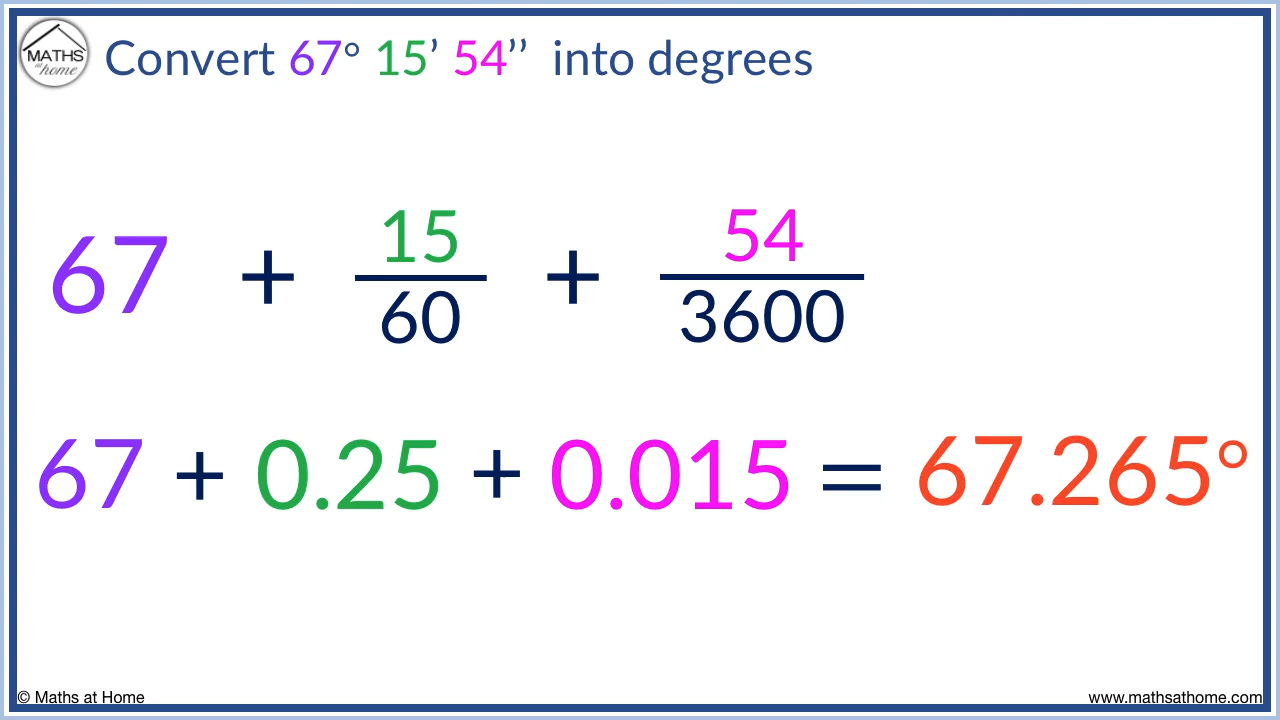 MATHS
at
home
Convert 67° 15’ 54’’ into degrees
67 + 15/60 + 54/3600
67 + 0.25 + 0.015 = 67.265°
© Maths at Home
www.mathsathome.com